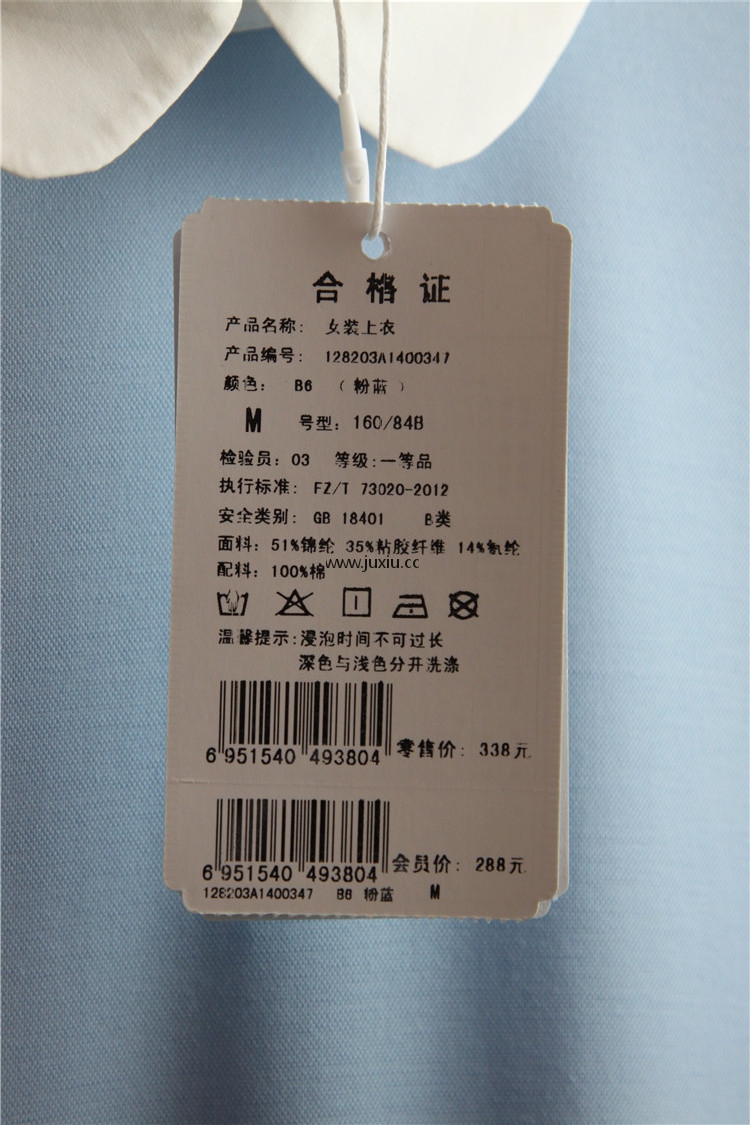 合格证
产品名称: 女装上衣
产品编号: 128203A1400347
颜色: B6 (粉蓝)
M 号型: 160/84B
检验员: 03 等级:一等品
执行标准: FZ/T 73020-2012
安全类别: GB 18401 B类
面料: 51%锦纶 35%粘胶纤维 14%氨纶
配料: 100%棉
www.juxiu.cc
温馨提示:浸泡时间不可过长
深色与浅色分开洗涤
6 951540 493804 零售价: 338元
6 951540 493804 会员价: 288元
128203A1400347 B6 粉蓝 M